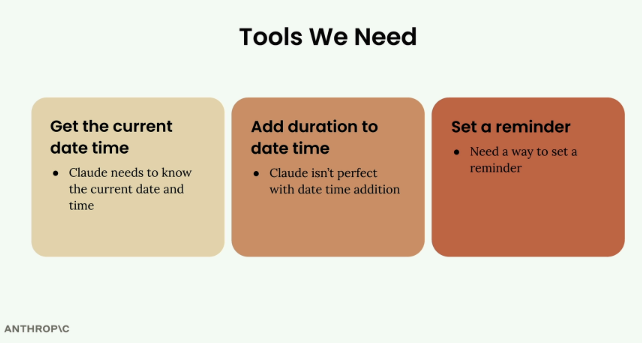 Tools We Need
Get the current
date time
● Claude needs to know
the current date and
time
Add duration to
date time
● Claude isn't perfect
with date time addition
Set a reminder
● Need a way to set a
reminder
ANTHROP\C